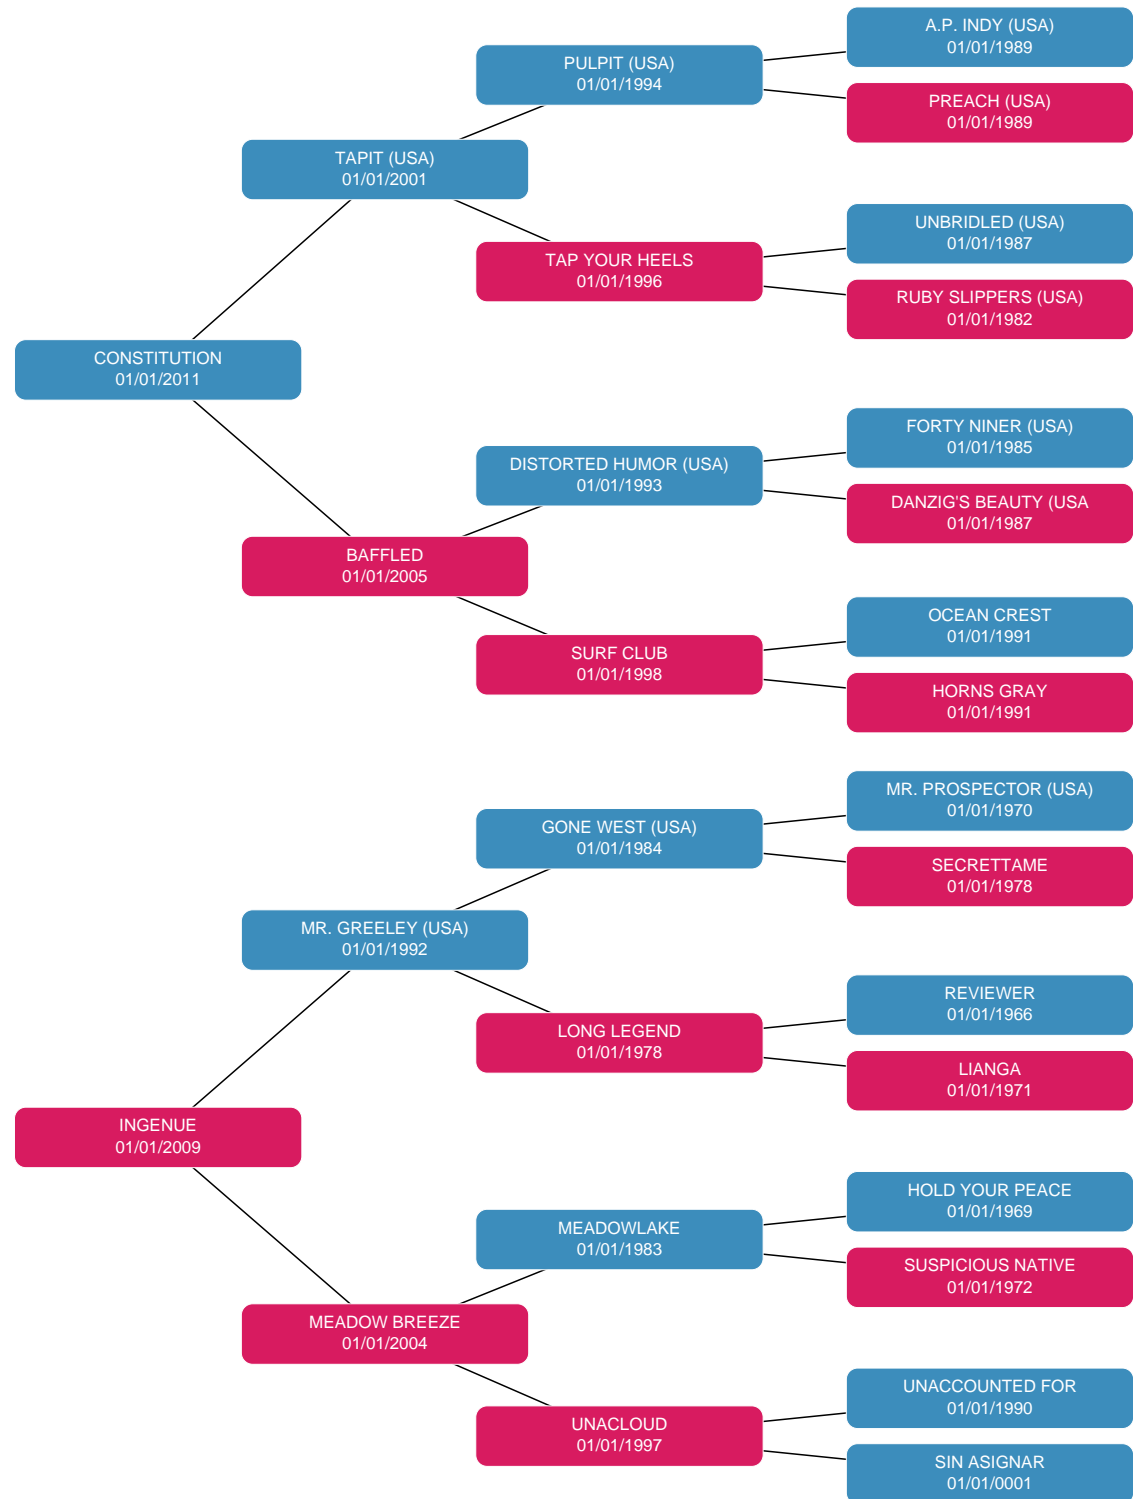 A.P. INDY (USA)
01/01/1989
PULPIT (USA)
01/01/1994
PREACH (USA)
01/01/1989
TAPIT (USA)
01/01/2001
UNBRIDLED (USA)
01/01/1987
TAP YOUR HEELS
01/01/1996
RUBY SLIPPERS (USA)
01/01/1982
CONSTITUTION
01/01/2011
FORTY NINER (USA)
01/01/1985
DISTORTED HUMOR (USA)
01/01/1993
DANZIG'S BEAUTY (USA
01/01/1987
BAFFLED
01/01/2005
OCEAN CREST
01/01/1991
SURF CLUB
01/01/1998
HORNS GRAY
01/01/1991
MR. PROSPECTOR (USA)
01/01/1970
GONE WEST (USA)
01/01/1984
SECRETTAME
01/01/1978
MR. GREELEY (USA)
01/01/1992
REVIEWER
01/01/1966
LONG LEGEND
01/01/1978
LIANGA
01/01/1971
INGENUE
01/01/2009
HOLD YOUR PEACE
01/01/1969
MEADOWLAKE
01/01/1983
SUSPICIOUS NATIVE
01/01/1972
MEADOW BREEZE
01/01/2004
UNACCOUNTED FOR
01/01/1990
UNACLOUD
01/01/1997
SIN ASIGNAR
01/01/0001